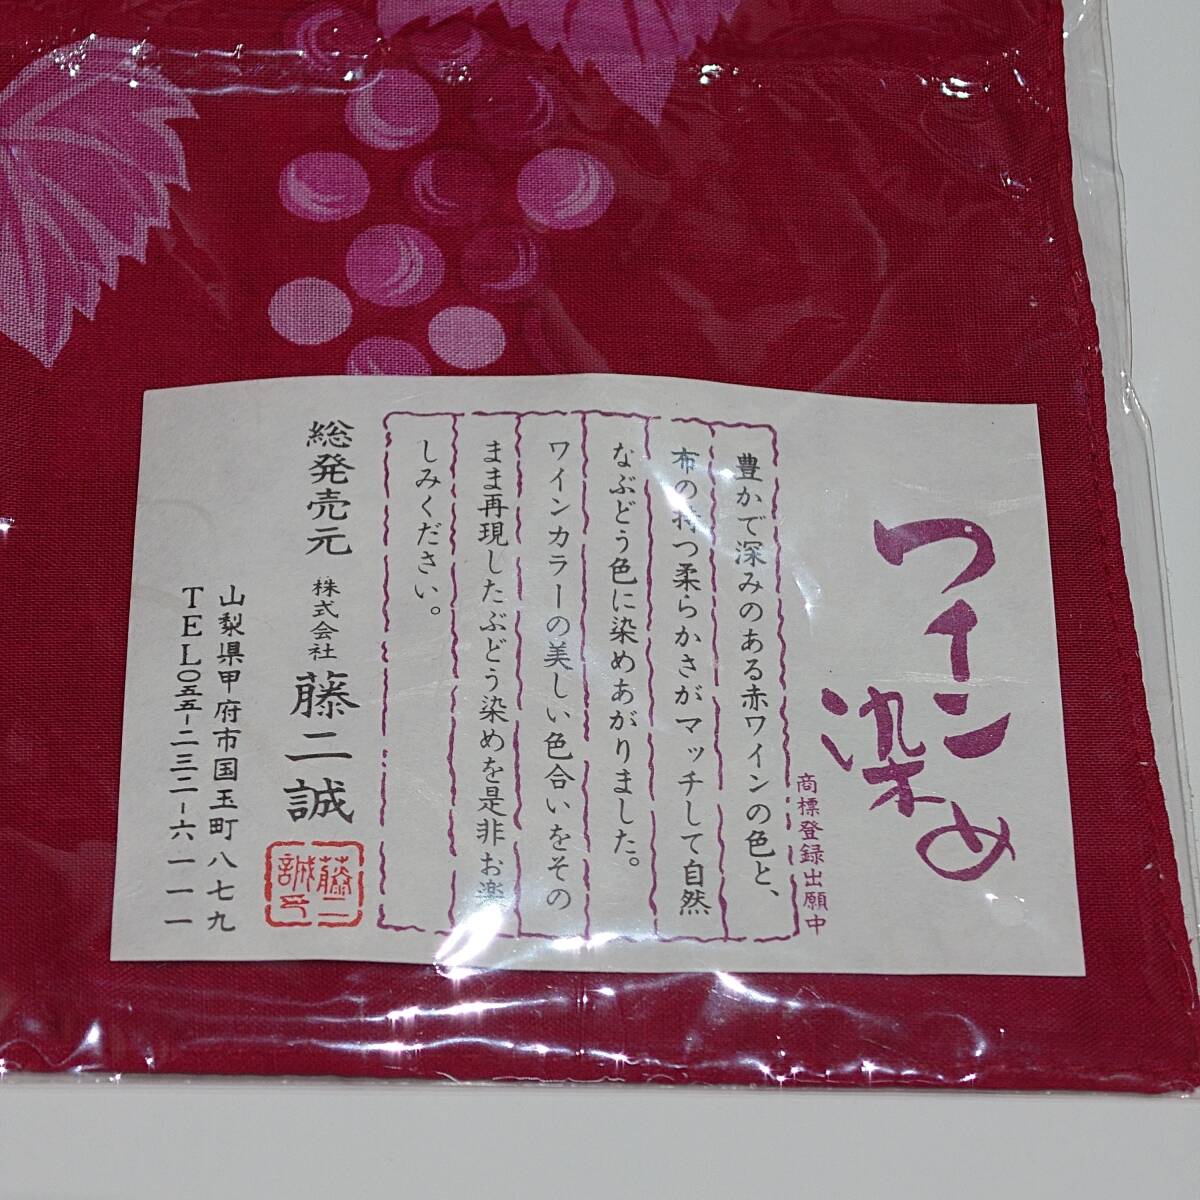 ワイン
染め
商標登録出願中
豊かで深みのある赤ワインの色と、
布の持つ柔らかさがマッチして自然
なぶどう色に染めあがりました。
ワインカラーの美しい色合いをその
まま再現したぶどう染めを是非お楽
しみください。
総発売元 株式会社 藤二誠
藤二
誠之印
山梨県甲府市国玉町八七九
TEL〇五五-二三二-六一一一